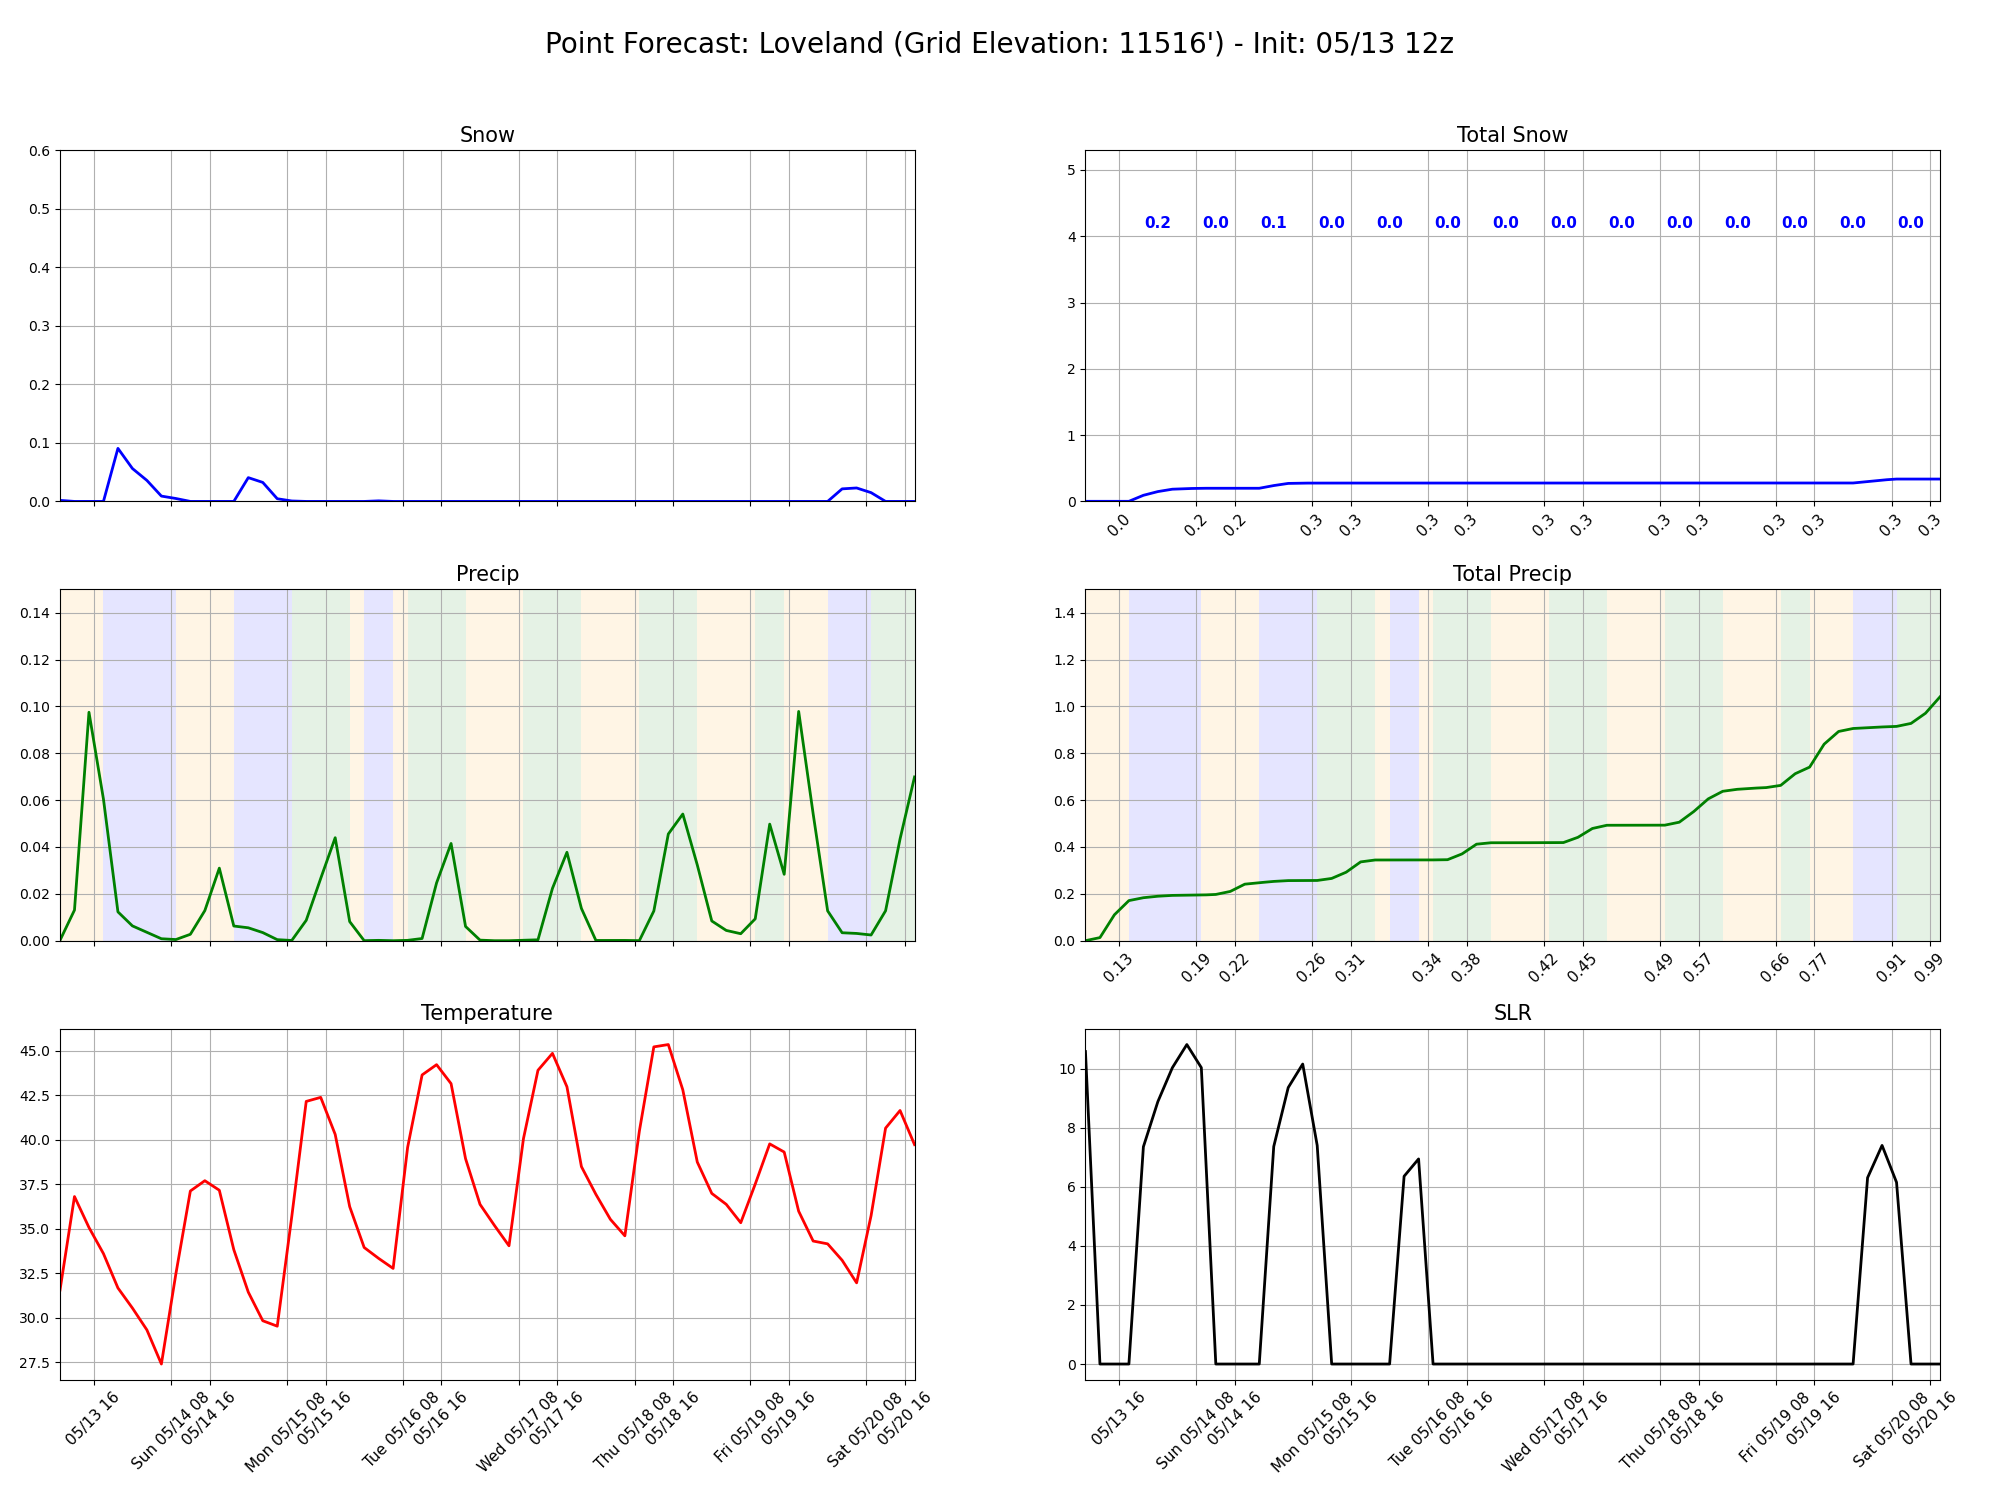 Point Forecast: Loveland (Grid Elevation: 11516') - Init: 05/13 12z
Snow
0.6
0.5
0.4
0.3
0.2
0.1
0.0
Total Snow
5
4
3
2
1
0
0.2 0.0 0.1 0.0 0.0 0.0 0.0 0.0 0.0 0.0 0.0 0.0 0.0 0.0
0.0 0.2 0.2 0.3 0.3 0.3 0.3 0.3 0.3 0.3 0.3 0.3 0.3 0.3 0.3
Precip
0.14
0.12
0.10
0.08
0.06
0.04
0.02
0.00
Total Precip
1.4
1.2
1.0
0.8
0.6
0.4
0.2
0.0
0.13 0.19 0.22 0.26 0.31 0.34 0.38 0.42 0.45 0.49 0.57 0.66 0.77 0.91 0.99
Temperature
45.0
42.5
40.0
37.5
35.0
32.5
30.0
27.5
05/13 16
Sun 05/14 08
05/14 16
Mon 05/15 08
05/15 16
Tue 05/16 08
05/16 16
Wed 05/17 08
05/17 16
Thu 05/18 08
05/18 16
Fri 05/19 08
05/19 16
Sat 05/20 08
05/20 16
SLR
10
8
6
4
2
0
05/13 16
Sun 05/14 08
05/14 16
Mon 05/15 08
05/15 16
Tue 05/16 08
05/16 16
Wed 05/17 08
05/17 16
Thu 05/18 08
05/18 16
Fri 05/19 08
05/19 16
Sat 05/20 08
05/20 16